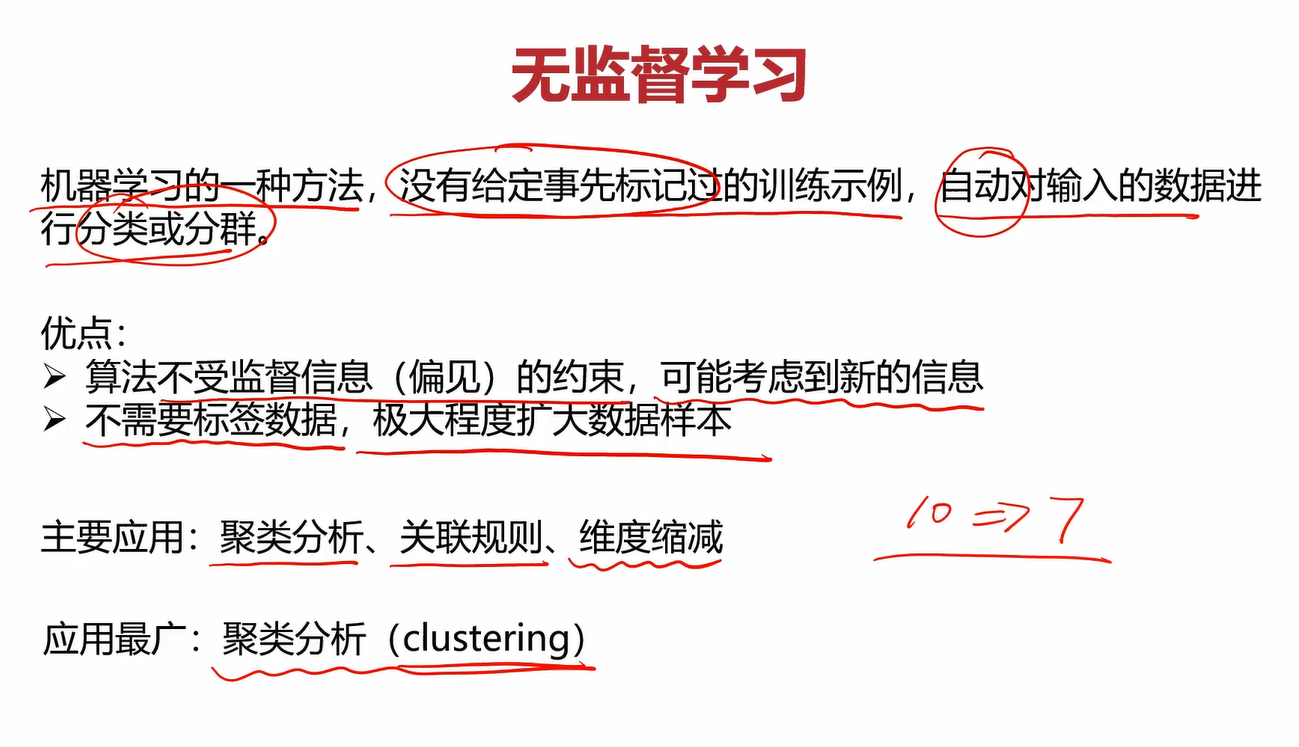 无监督学习
机器学习的一种方法，没有给定事先标记过的训练示例，自动对输入的数据进
行分类或分群。
优点：
➢ 算法不受监督信息（偏见）的约束，可能考虑到新的信息
➢ 不需要标签数据，极大程度扩大数据样本
主要应用：聚类分析、关联规则、维度缩减
10 => 7
应用最广：聚类分析（clustering）